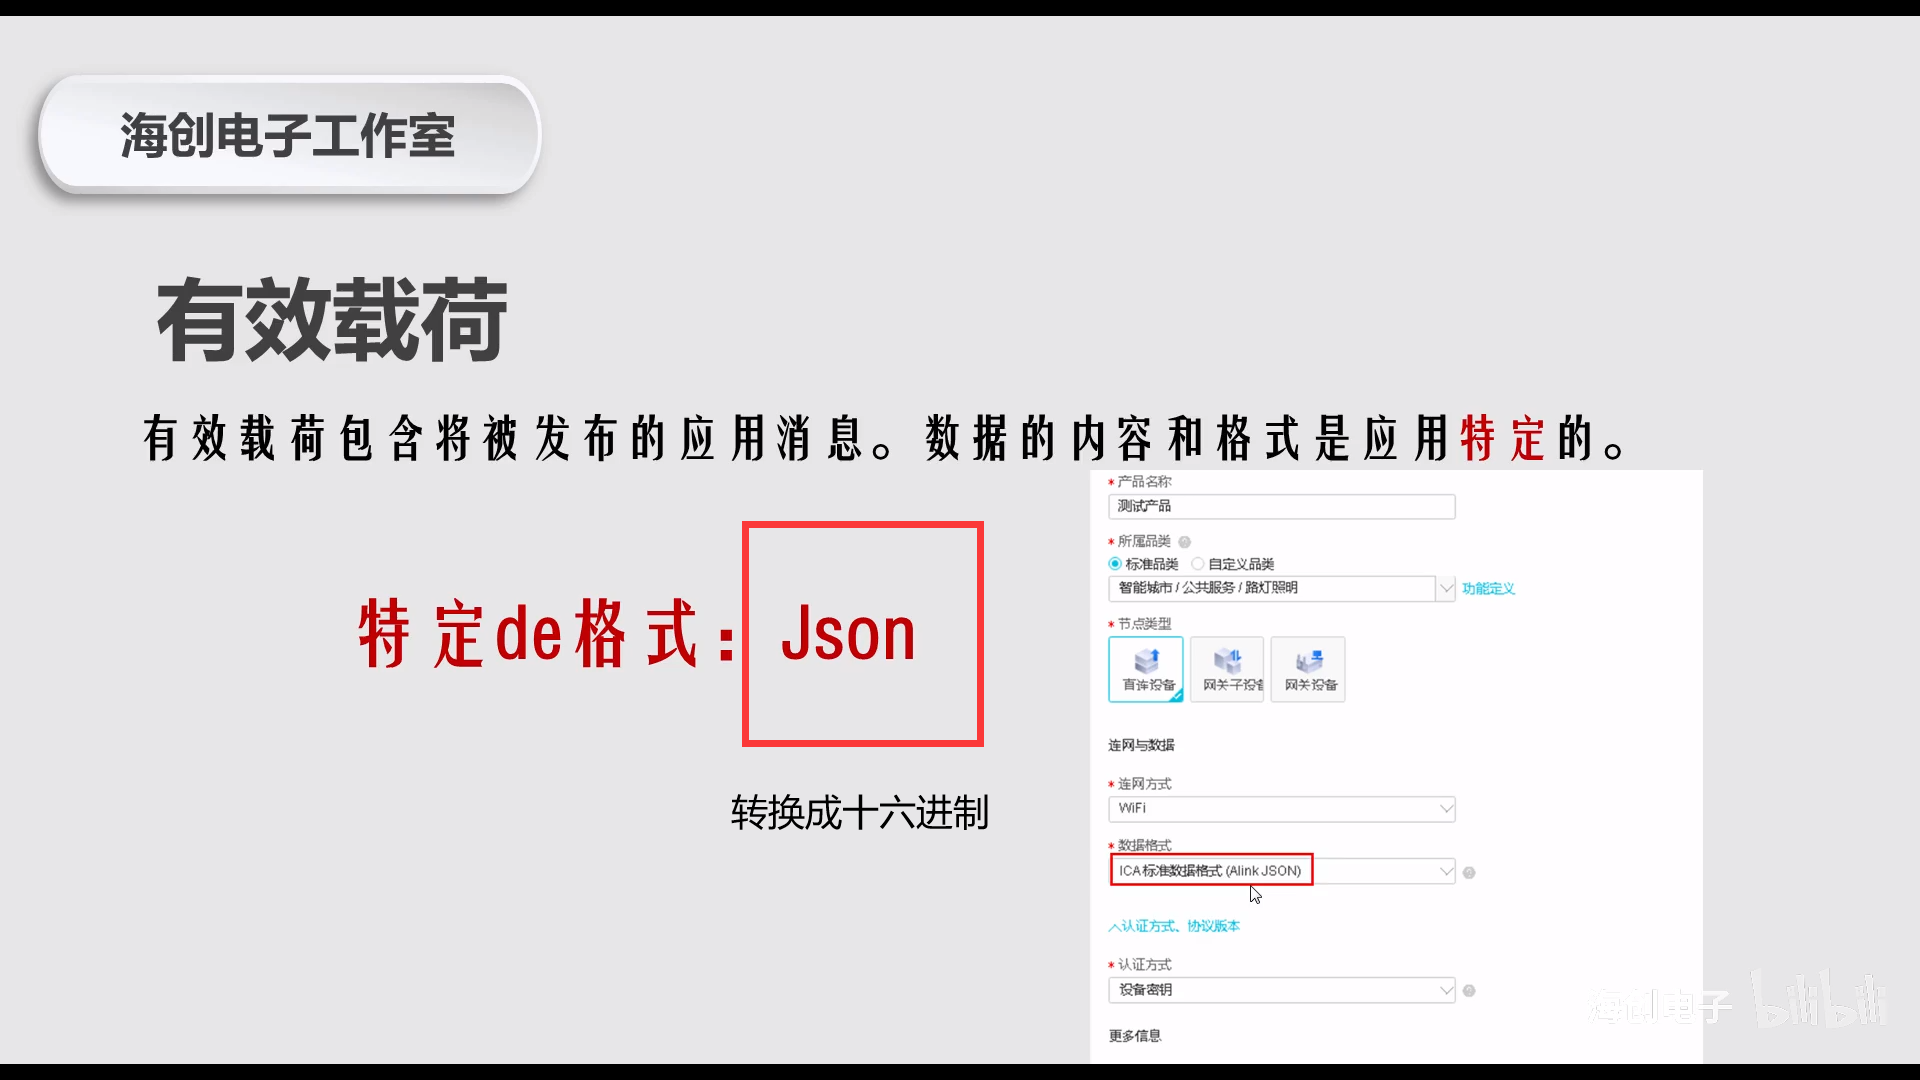 海创电子工作室
有效载荷
有效载荷包含将被发布的应用消息。数据的内容和格式是应用特定的。
特定de格式：Json
转换成十六进制
* 产品名称
测试产品
* 所属品类
标准品类 自定义品类
智能城市 / 公共服务 / 路灯照明 功能定义
* 节点类型
直连设备 网关子设备 网关设备
连网与数据
* 连网方式
WiFi
* 数据格式
ICA 标准数据格式 (Alink JSON)
认证方式、协议版本
* 认证方式
设备密钥
更多信息
海创电子 bilibili